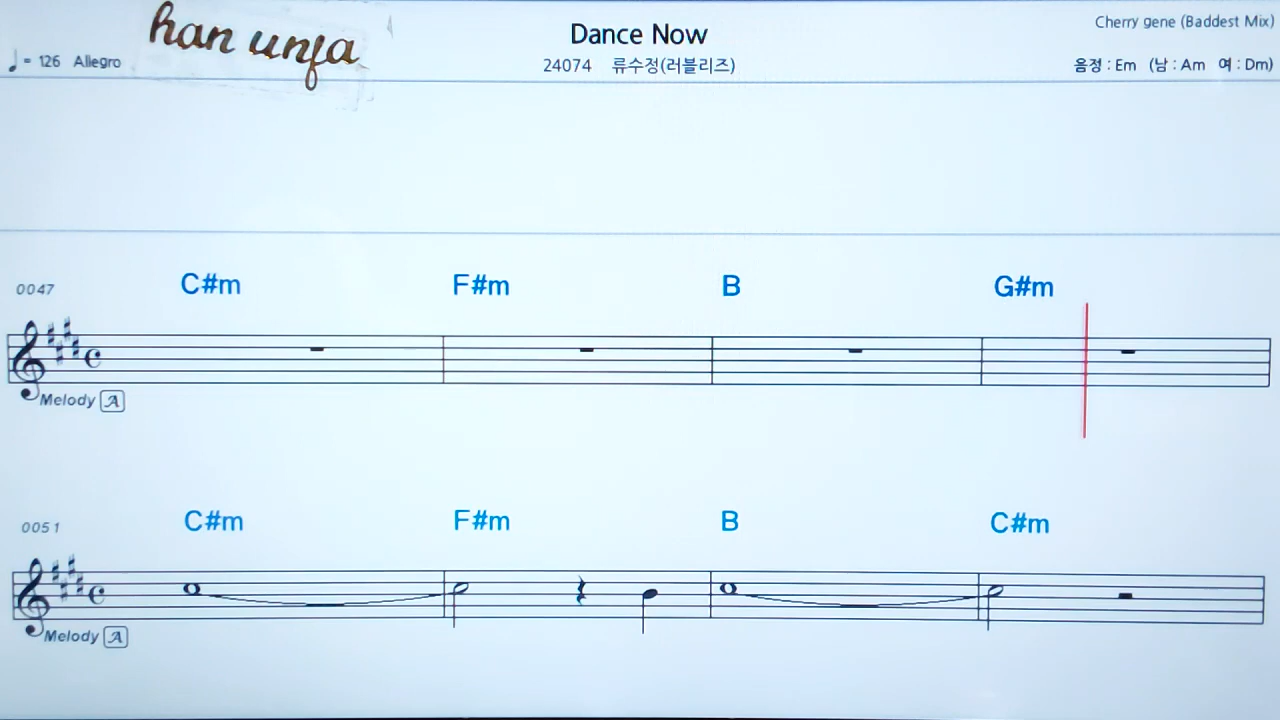 han unfa
Dance Now
Cherry gene (Baddest Mix)
= 126 Allegro
24074 류수정(러블리즈)
음정 : Em (남 : Am 여 : Dm)
C#m F#m B G#m
0047
Melody A
C#m F#m B C#m
0051
Melody A